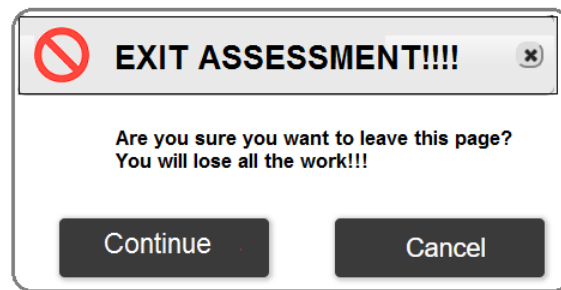 EXIT ASSESSMENT!!!!
Are you sure you want to leave this page?
You will lose all the work!!!
Continue
Cancel